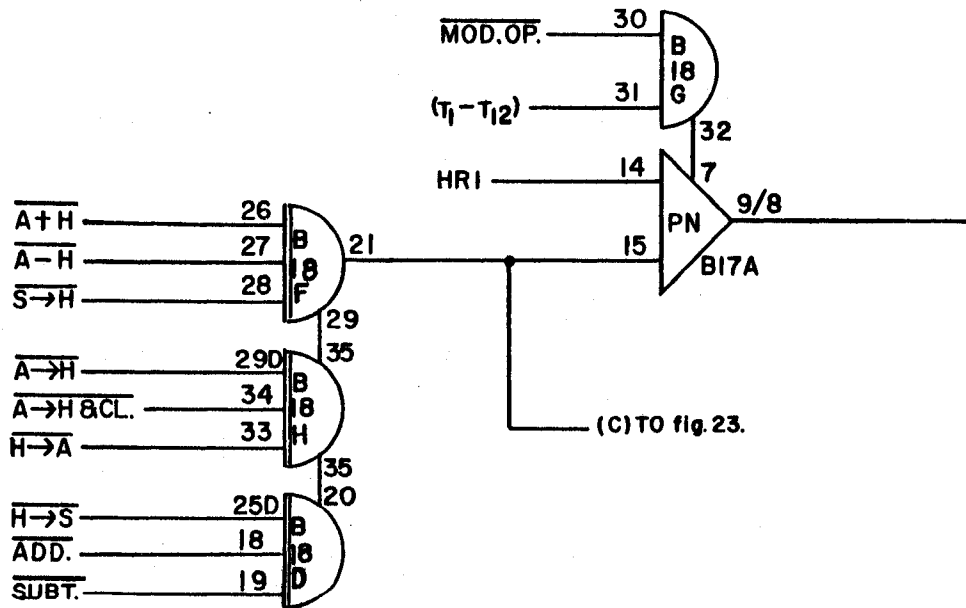 MOD.OP. 30
B
18
G
(T1-T12) 31
32
HR1 14
7
PN
9/8
15
B17A
A+H 26
A-H 27
S→H 28
B
18
F
21
29
35
A→H 29D
A→H &CL. 34
H→A 33
B
18
H
35
20
H→S 25D
ADD. 18
SUBT. 19
B
18
D
(C) TO fig. 23.